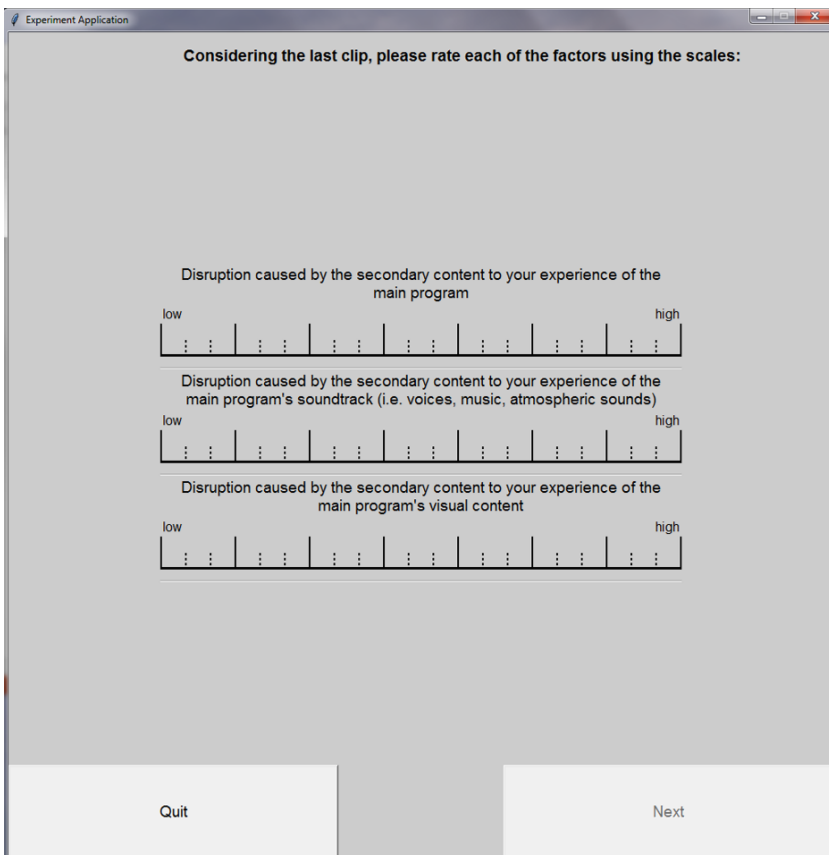 Experiment Application
Considering the last clip, please rate each of the factors using the scales:
Disruption caused by the secondary content to your experience of the
main program
low high
Disruption caused by the secondary content to your experience of the
main program's soundtrack (i.e. voices, music, atmospheric sounds)
low high
Disruption caused by the secondary content to your experience of the
main program's visual content
low high
Quit Next